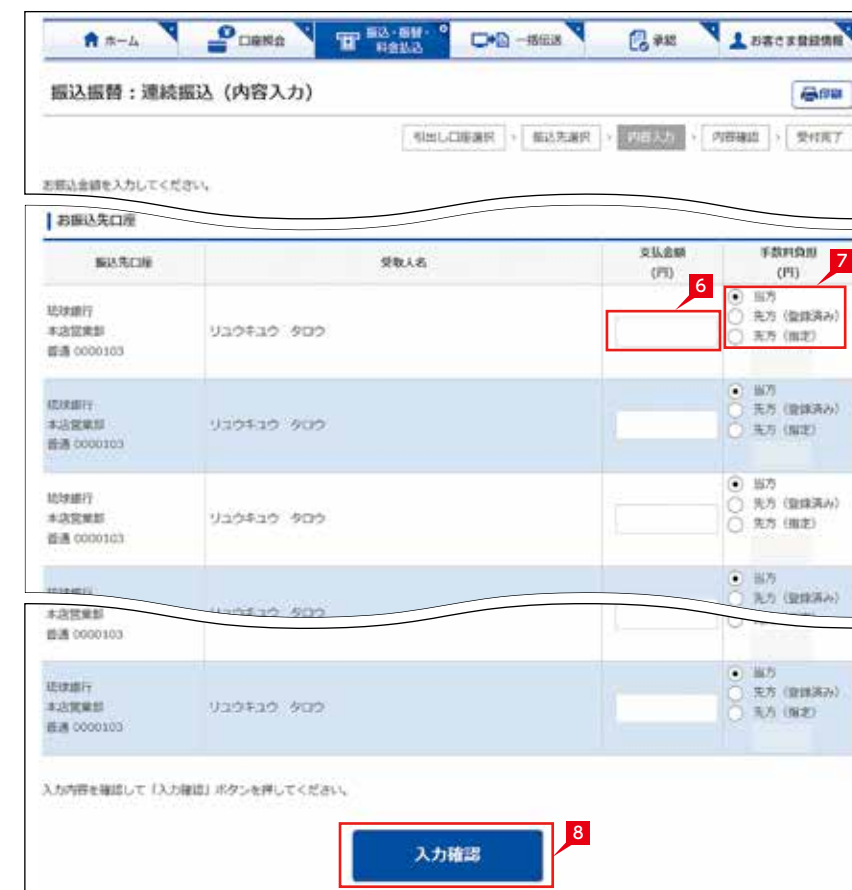 ホーム
口座照会
振込・振替・
料金払込
一括伝送
承認
お客さま登録情報
振込振替：連続振込（内容入力）
印刷
引出し口座選択 › 振込先選択 › 内容入力 › 内容確認 › 受付完了
お振込金額を入力してください。
お振込先口座
振込先口座
受取人名
支払金額
(円)
手数料負担
(円)
6
7
琉球銀行
本店営業部
普通 0000103
リュウキュウ タロウ
当方
先方（登録済み）
先方（指定）
琉球銀行
本店営業部
普通 0000103
リュウキュウ タロウ
当方
先方（登録済み）
先方（指定）
琉球銀行
本店営業部
普通 0000103
リュウキュウ タロウ
当方
先方（登録済み）
先方（指定）
琉球銀行
当方
先方（登録済み）
本店営業部
普通 0000103
リュウキュウ タロウ
琉球銀行
本店営業部
普通 0000103
リュウキュウ タロウ
当方
先方（登録済み）
先方（指定）
入力内容を確認して「入力確認」ボタンを押してください。
入力確認
8